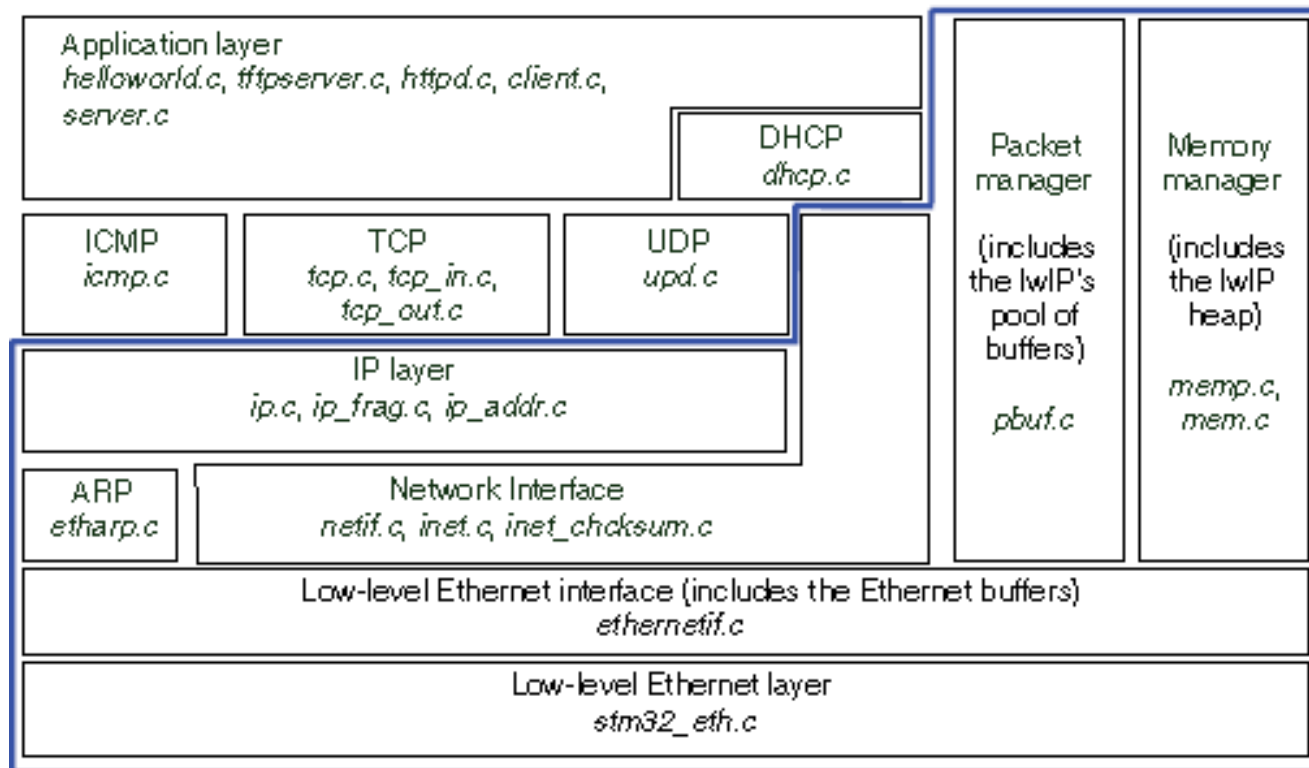 Application layer
helloworld.c, tftpserver.c, httpd.c, client.c,
server.c
DHCP
dhcp.c
Packet
manager
(includes
the lwIP's
pool of
buffers)
pbuf.c
Memory
manager
(includes
the lwIP
heap)
memp.c,
mem.c
ICMP
icmp.c
TCP
tcp.c, tcp_in.c,
tcp_out.c
UDP
upd.c
IP layer
ip.c, ip_frag.c, ip_addr.c
ARP
etharp.c
Network Interface
netif.c, inet.c, inet_chcksum.c
Low-level Ethernet interface (includes the Ethernet buffers)
ethernetif.c
Low-level Ethernet layer
stm32_eth.c